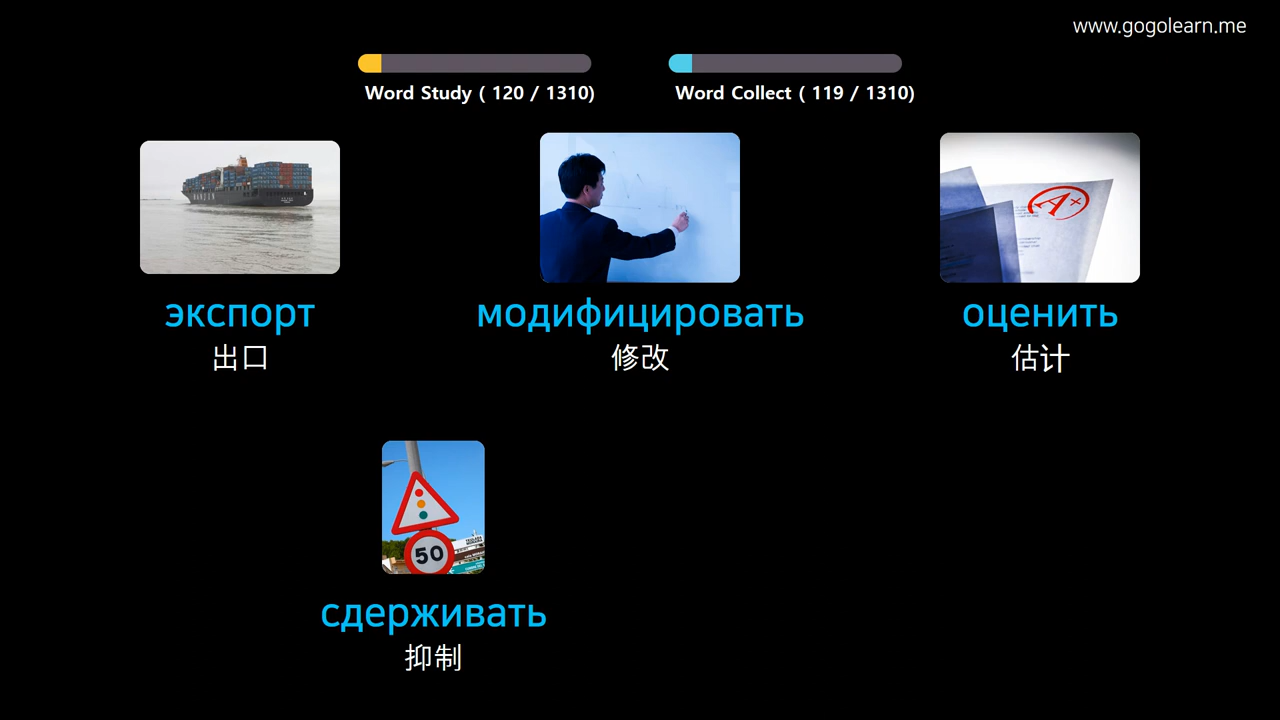 www.gogolearn.me
Word Study ( 120 / 1310)
Word Collect ( 119 / 1310)
HANJIN
A+
экспорт
модифицировать
оценить
出口
修改
估计
50
сдерживать
抑制